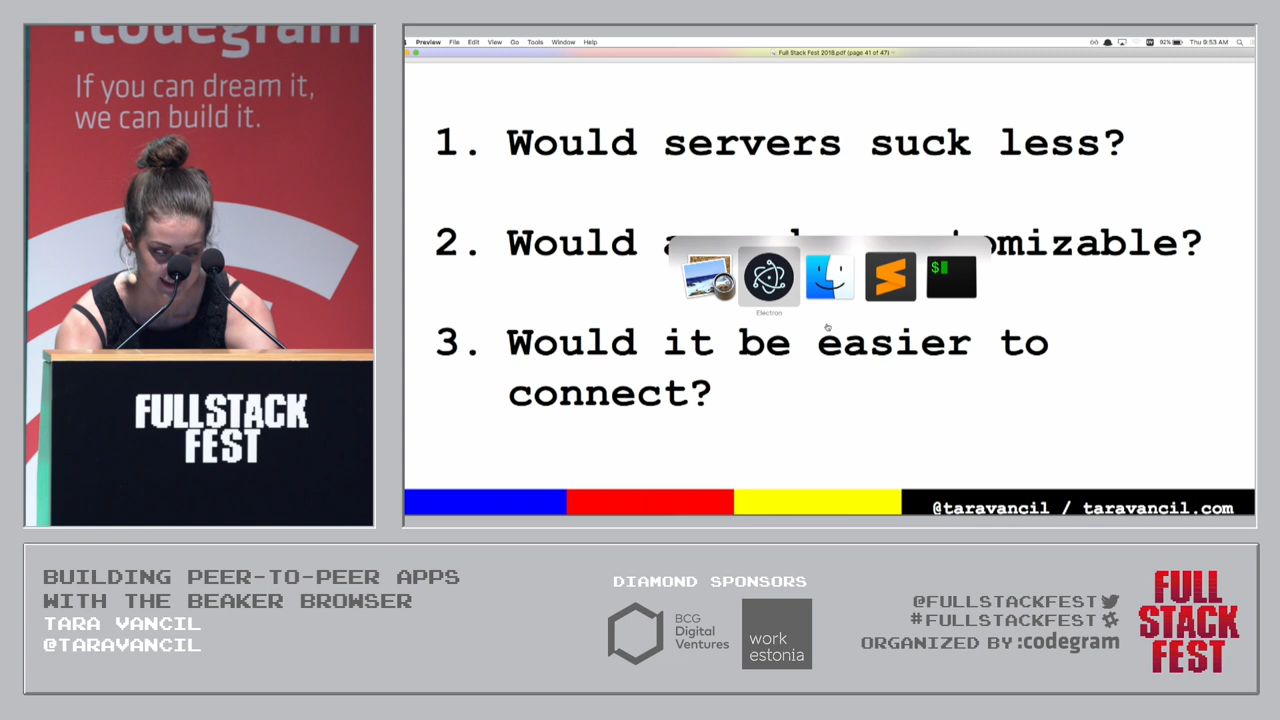 :codegram
If you can dream it,
we can build it.
FULLSTACK
FEST
Preview File Edit View Go Tools Window Help
92% Thu 9:53 AM
Full Stack Fest 2018.pdf (page 41 of 47)
1. Would servers suck less?
2. Would
omizable?
Electron
$
3. Would it be easier to
connect?
@taravancil / taravancil.com
BUILDING PEER-TO-PEER APPS
WITH THE BEAKER BROWSER
TARA VANCIL
@TARAVANCIL
DIAMOND SPONSORS
BCG
Digital
Ventures
work
estonia
@FULLSTACKFEST
#FULLSTACKFEST
ORGANIZED BY :codegram
FULL
STACK
FEST